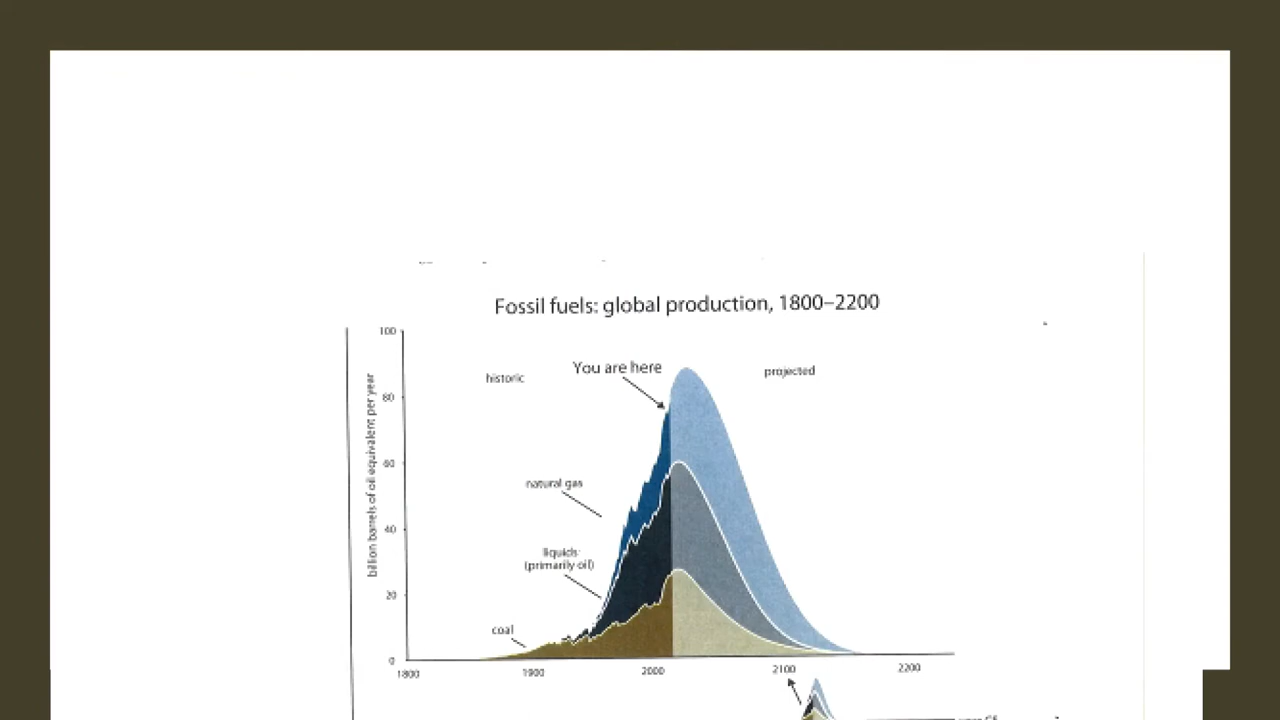 Fossil fuels: global production, 1800–2200
100
You are here
historic
projected
80
billion barrels of oil equivalent per year
60
natural gas
40
liquids
(primarily oil)
20
coal
0
1800
1900
2000
2100
2200